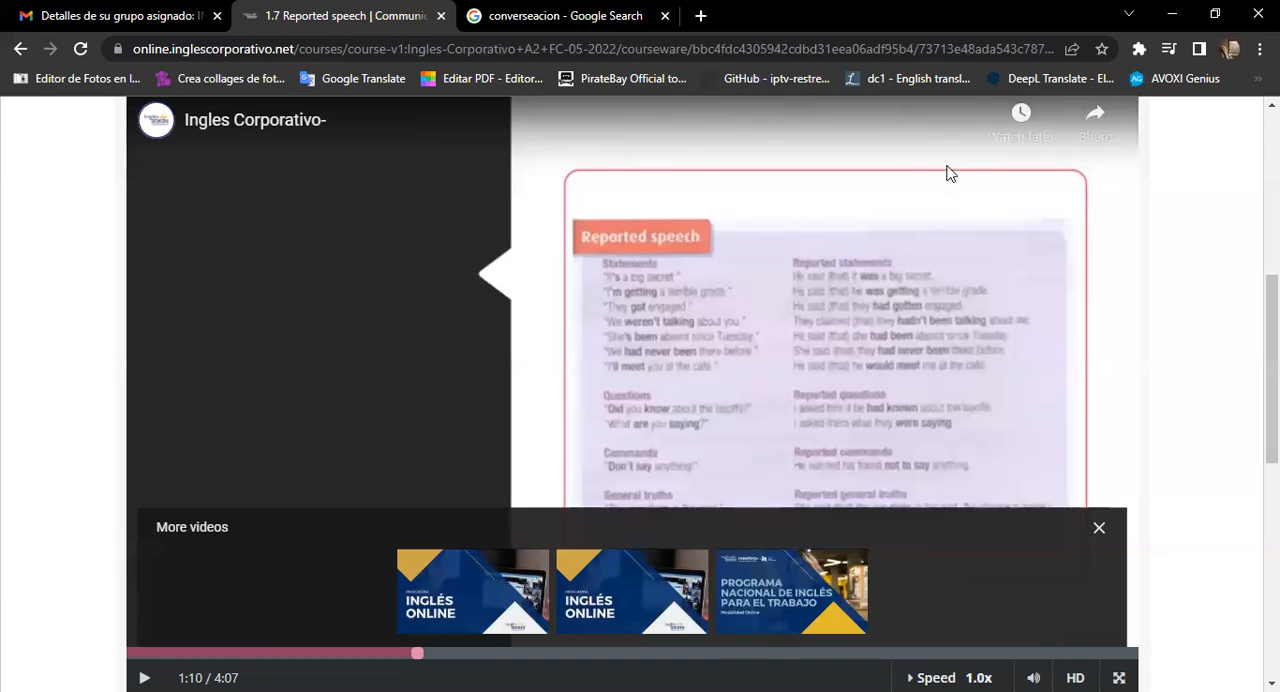 Detalles de su grupo asignado: IN
1.7 Reported speech | Communic
converseacion - Google Search
online.inglescorporativo.net/courses/course-v1:Ingles-Corporativo+A2+FC-05-2022/courseware/bbc4fdc4305942cdbd31eea06adf95b4/73713e48ada543c787...
Editor de Fotos en l... Crea collages de fot... Google Translate Editar PDF - Editor... PirateBay Official to... GitHub - iptv-restre... dc1 - English transl... DeepL Translate - El... AVOXI Genius »
Ingles Corporativo-
Watch later Share
Reported speech
Statements Reported statements
"It's a big secret." He said (that) it was a big secret.
"I'm getting a terrible grade." He said (that) he was getting a terrible grade.
"They got engaged." He said (that) they had gotten engaged.
"We weren't talking about you." They claimed (that) they hadn't been talking about me.
"She's been absent since Tuesday." He said (that) she had been absent since Tuesday.
"We had never been there before." She said (that) they had never been there before.
"I'll meet you at the café." He said (that) he would meet me at the café.
Questions Reported questions
"Did you know about the layoffs?" I asked him if he had known about the layoffs.
"What are you saying?" I asked them what they were saying.
Commands Reported commands
"Don't say anything!" He warned his friend not to say anything.
General truths Reported general truths
More videos
INGLÉS
ONLINE
INGLÉS
ONLINE
PROGRAMA
NACIONAL DE INGLÉS
PARA EL TRABAJO
Modalidad Online
1:10 / 4:07 Speed 1.0x HD